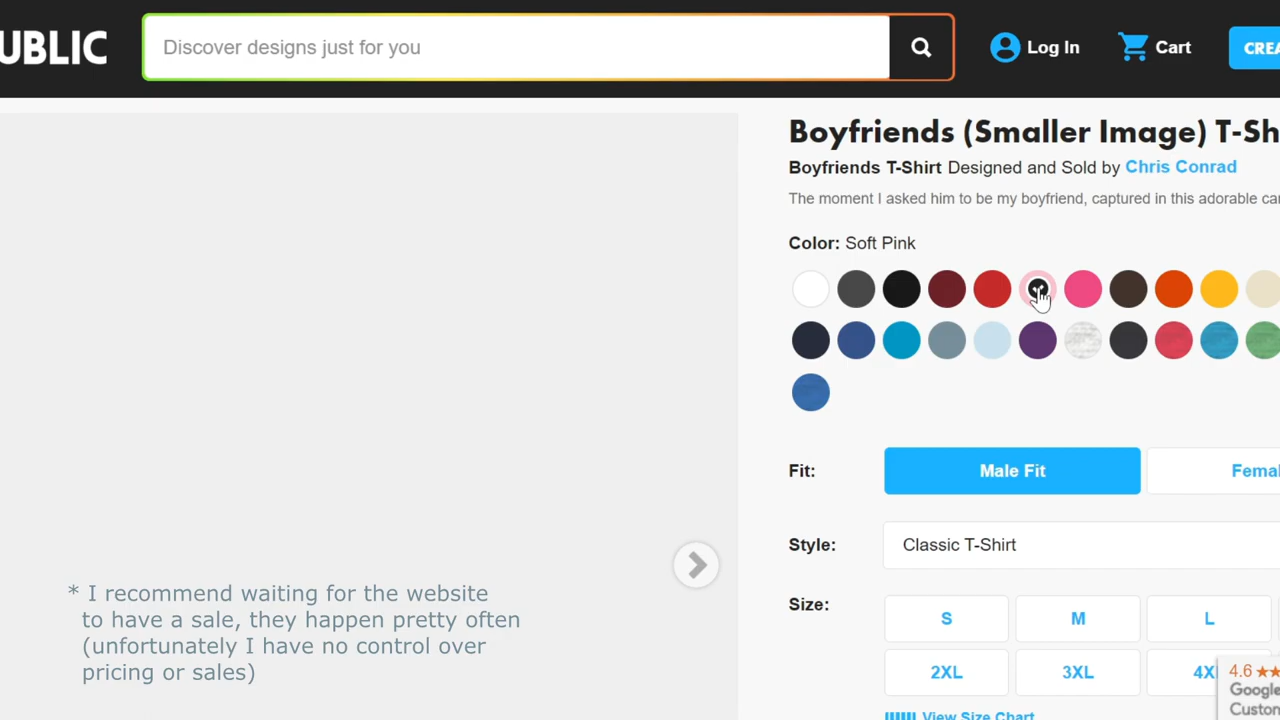 UBLIC
Discover designs just for you
Log In
Cart
CREA
Boyfriends (Smaller Image) T-Sh
Boyfriends T-Shirt Designed and Sold by Chris Conrad
The moment I asked him to be my boyfriend, captured in this adorable ca
Color: Soft Pink
Fit:
Male Fit
Femal
Style:
Classic T-Shirt
Size:
S
M
L
2XL
3XL
4X
View Size Chart
4.6
Google
Custom
* I recommend waiting for the website
to have a sale, they happen pretty often
(unfortunately I have no control over
pricing or sales)